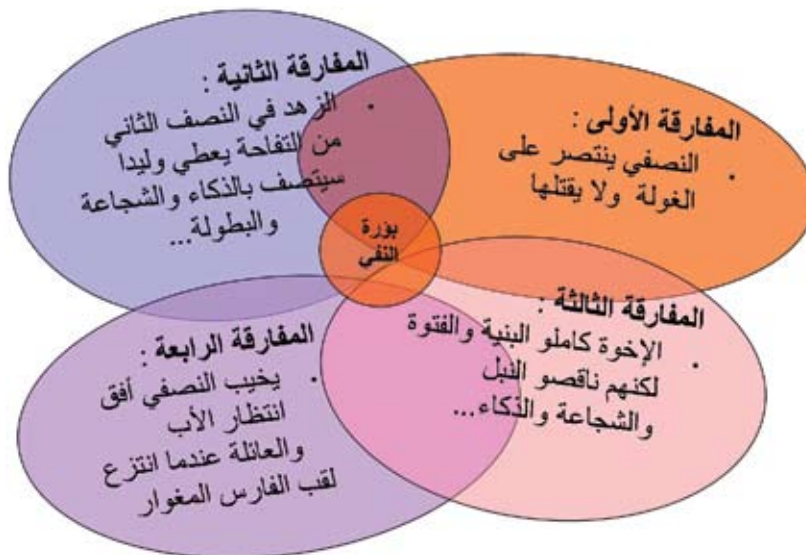 المفارقة الأولى :
• النصفي ينتصر على
الغولة ولا يقتلها
المفارقة الثانية :
• الزهد في النصف الثاني
من التفاحة يعطي وليدا
سيتصف بالذكاء والشجاعة
والبطولة...
بؤرة
النفي
المفارقة الثالثة :
• الإخوة كاملو البنية والفتوة
لكنهم ناقصو النبل
والشجاعة والذكاء...
المفارقة الرابعة :
• يخيب النصفي أفق
انتظار الأب
والعائلة عندما انتزع
لقب الفارس المغوار